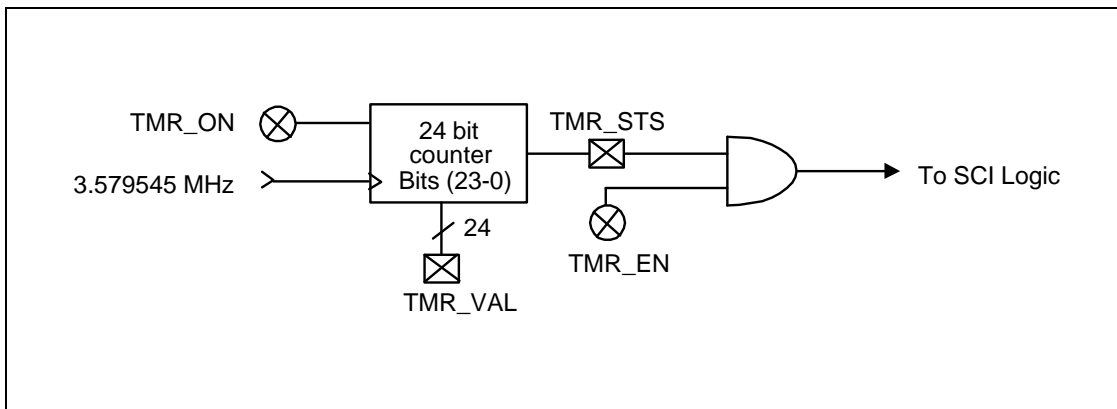 TMR_ON
3.579545 MHz
24 bit
counter
Bits (23-0)
24
TMR_VAL
TMR_STS
TMR_EN
To SCI Logic